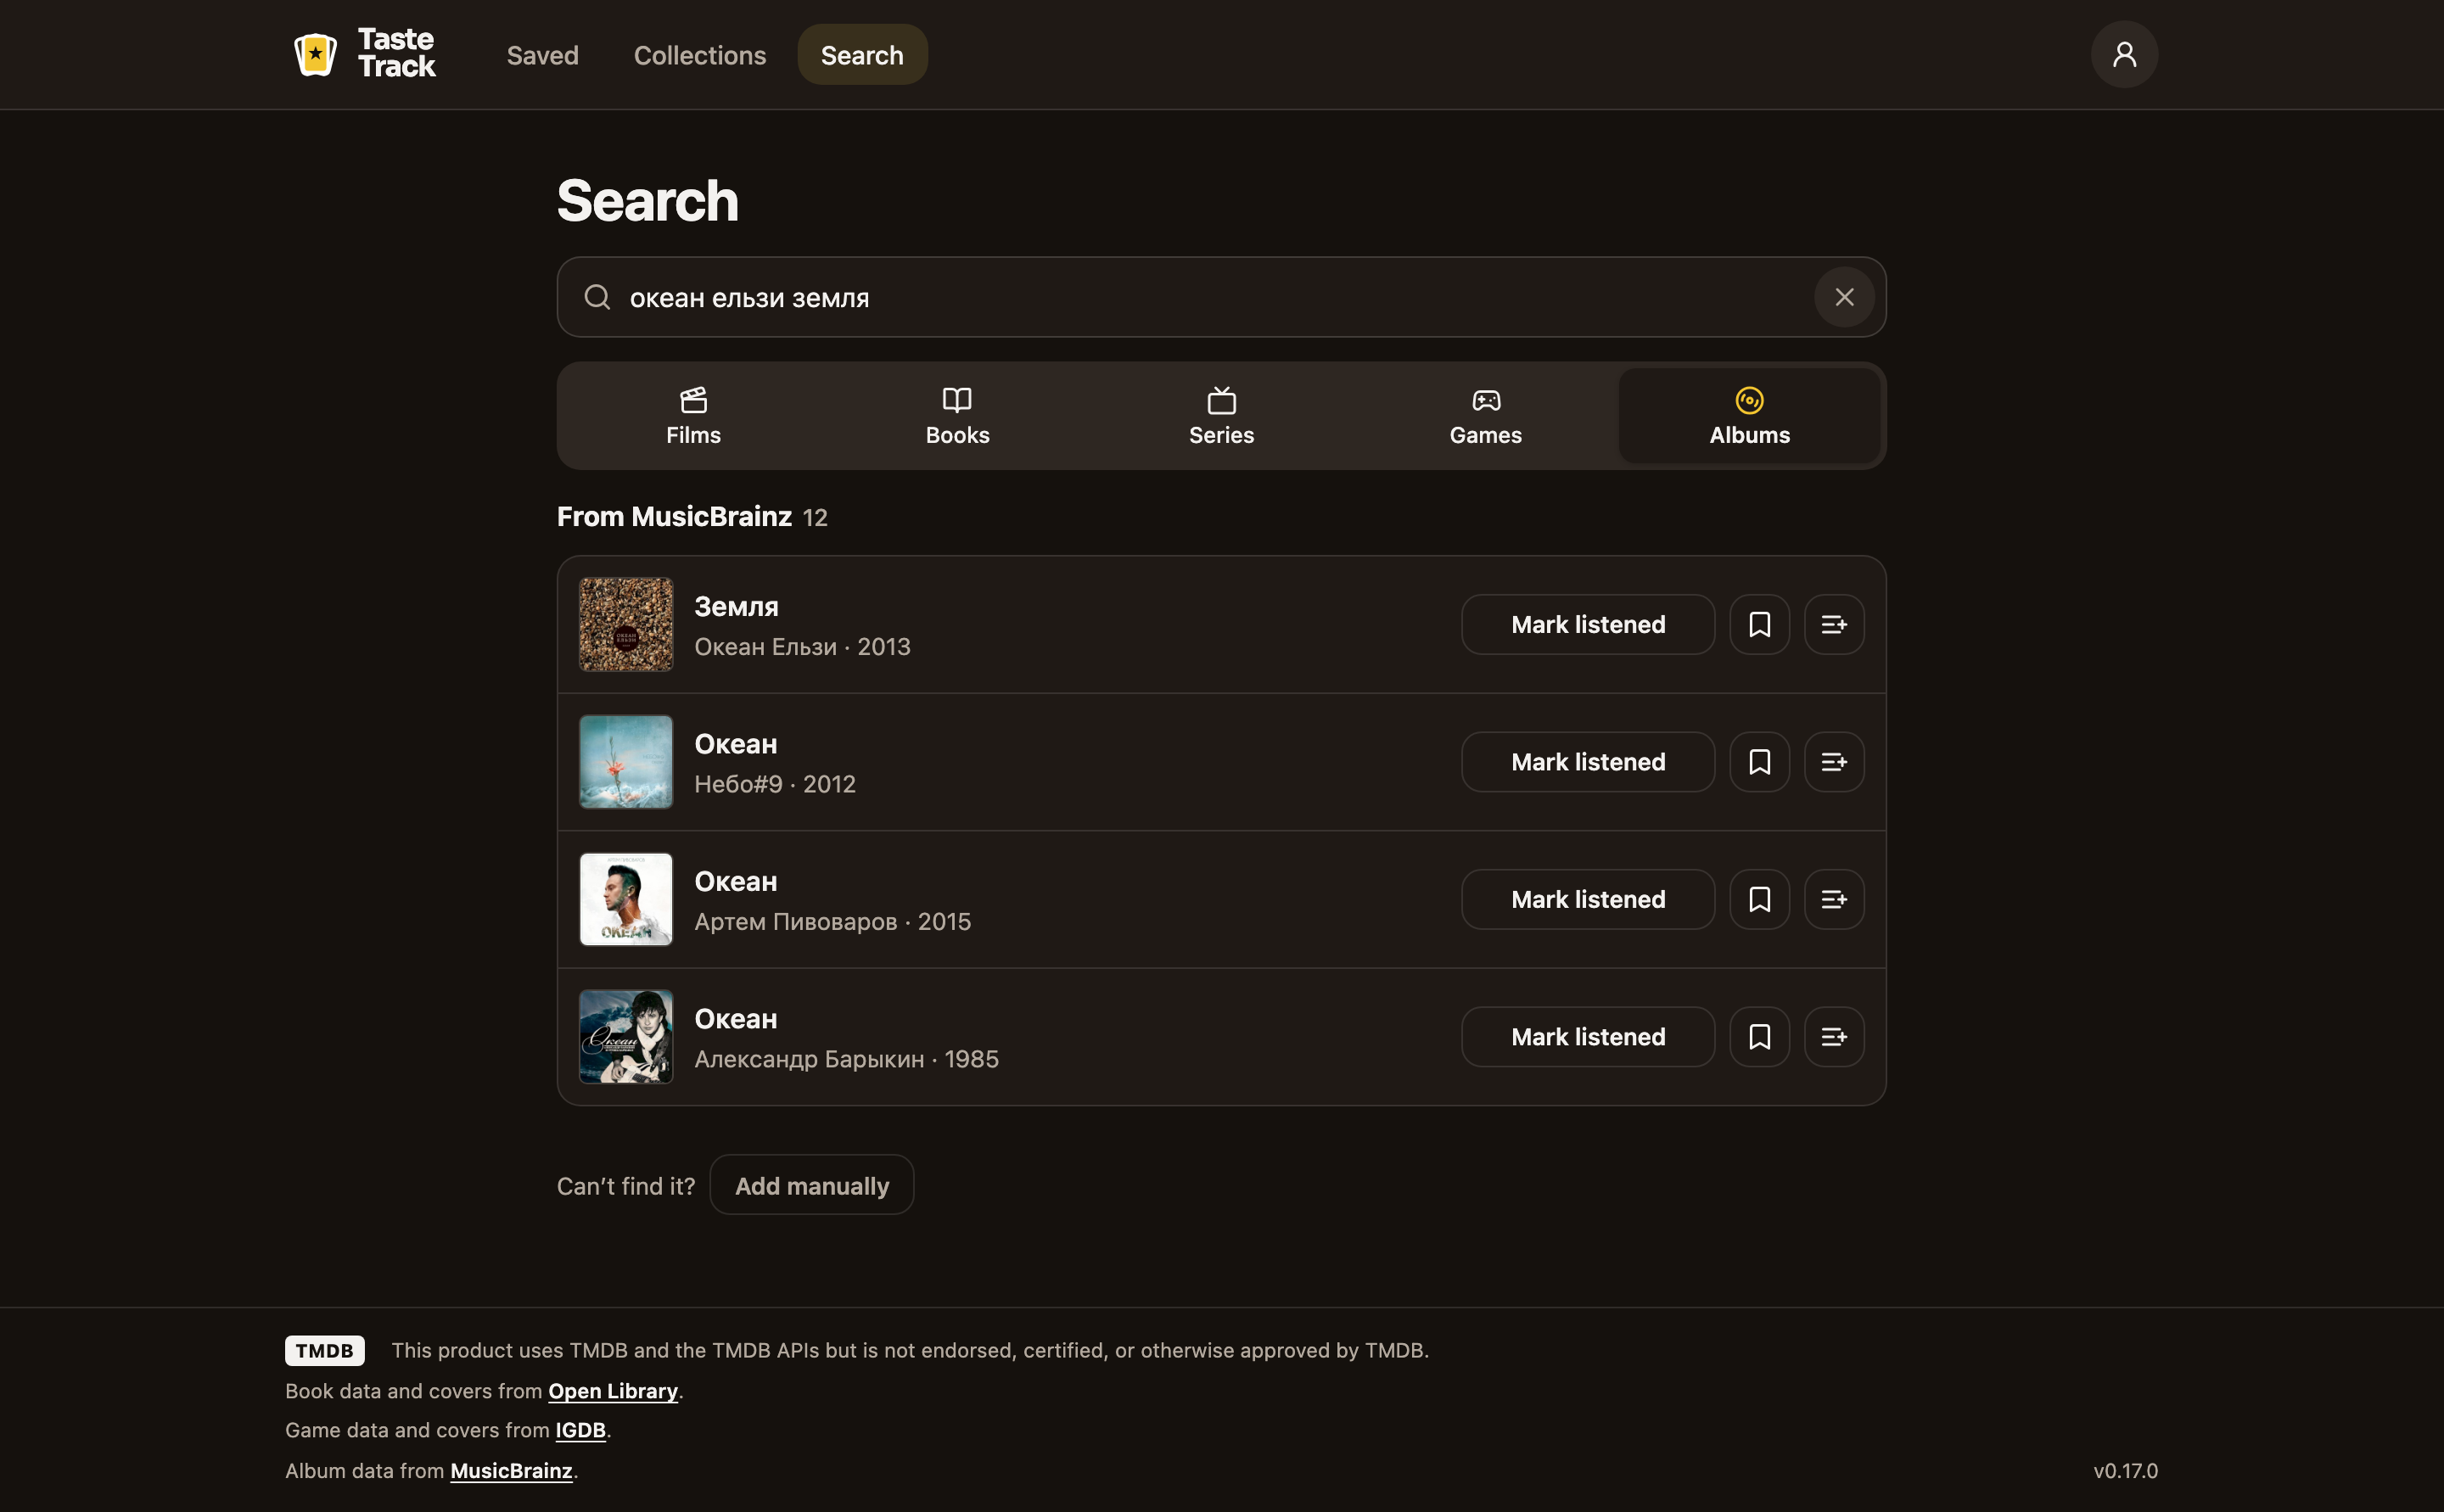 Taste
Track
Saved
Collections
Search
Search
океан ельзи земля
Films
Books
Series
Games
Albums
From MusicBrainz 12
Земля
Океан Ельзи · 2013
Mark listened
ОКЕАН
ЕЛЬЗИ
Океан
Небо#9 · 2012
Mark listened
Океан
Артем Пивоваров · 2015
Mark listened
ОКЕАН
Океан
Александр Барыкин · 1985
Mark listened
Океан
Can’t find it?
Add manually
TMDB
This product uses TMDB and the TMDB APIs but is not endorsed, certified, or otherwise approved by TMDB.
Book data and covers from Open Library.
Game data and covers from IGDB.
Album data from MusicBrainz.
v0.17.0